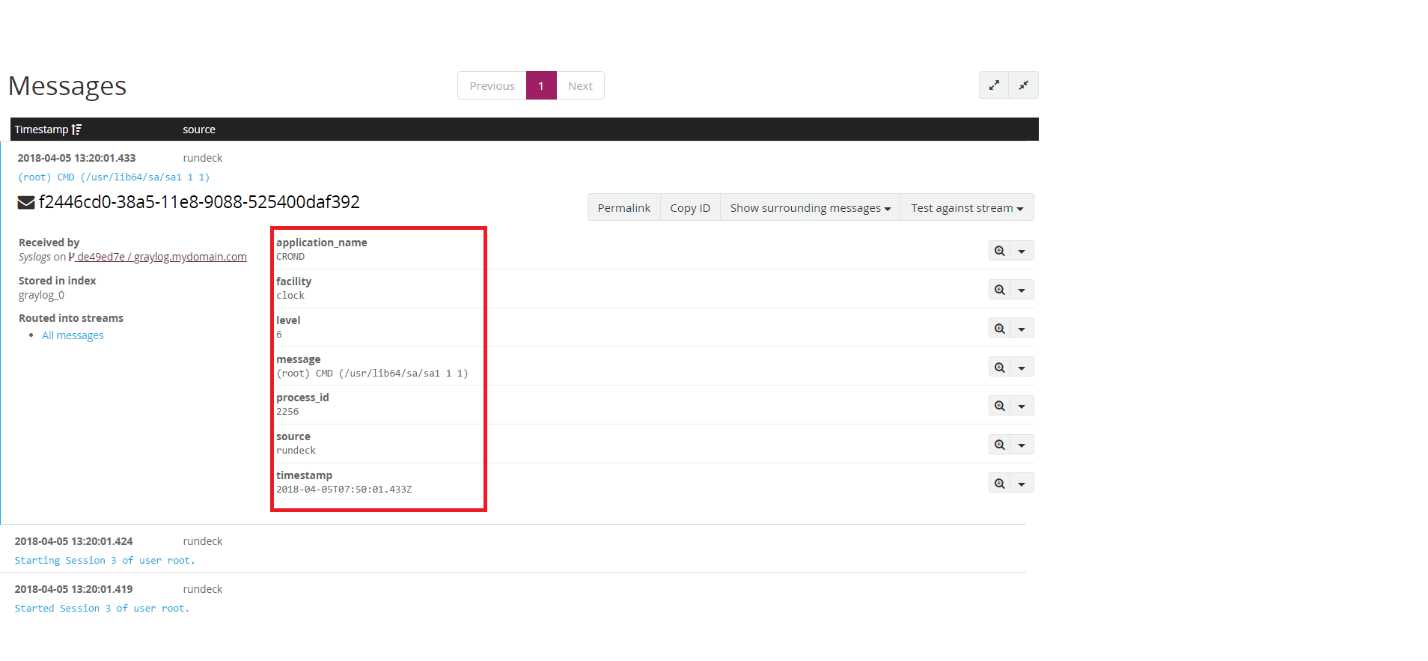 Messages
Previous 1 Next
Timestamp source
2018-04-05 13:20:01.433 rundeck
(root) CMD (/usr/lib64/sa/sa1 1 1)
f2446cd0-38a5-11e8-9088-525400daf392
Permalink Copy ID Show surrounding messages Test against stream
Received by
Syslogs on de49ed7e / graylog.mydomain.com
Stored in index
graylog_0
Routed into streams
• All messages
application_name
CROND
facility
clock
level
6
message
(root) CMD (/usr/lib64/sa/sa1 1 1)
process_id
2256
source
rundeck
timestamp
2018-04-05T07:50:01.433Z
2018-04-05 13:20:01.424 rundeck
Starting Session 3 of user root.
2018-04-05 13:20:01.419 rundeck
Started Session 3 of user root.